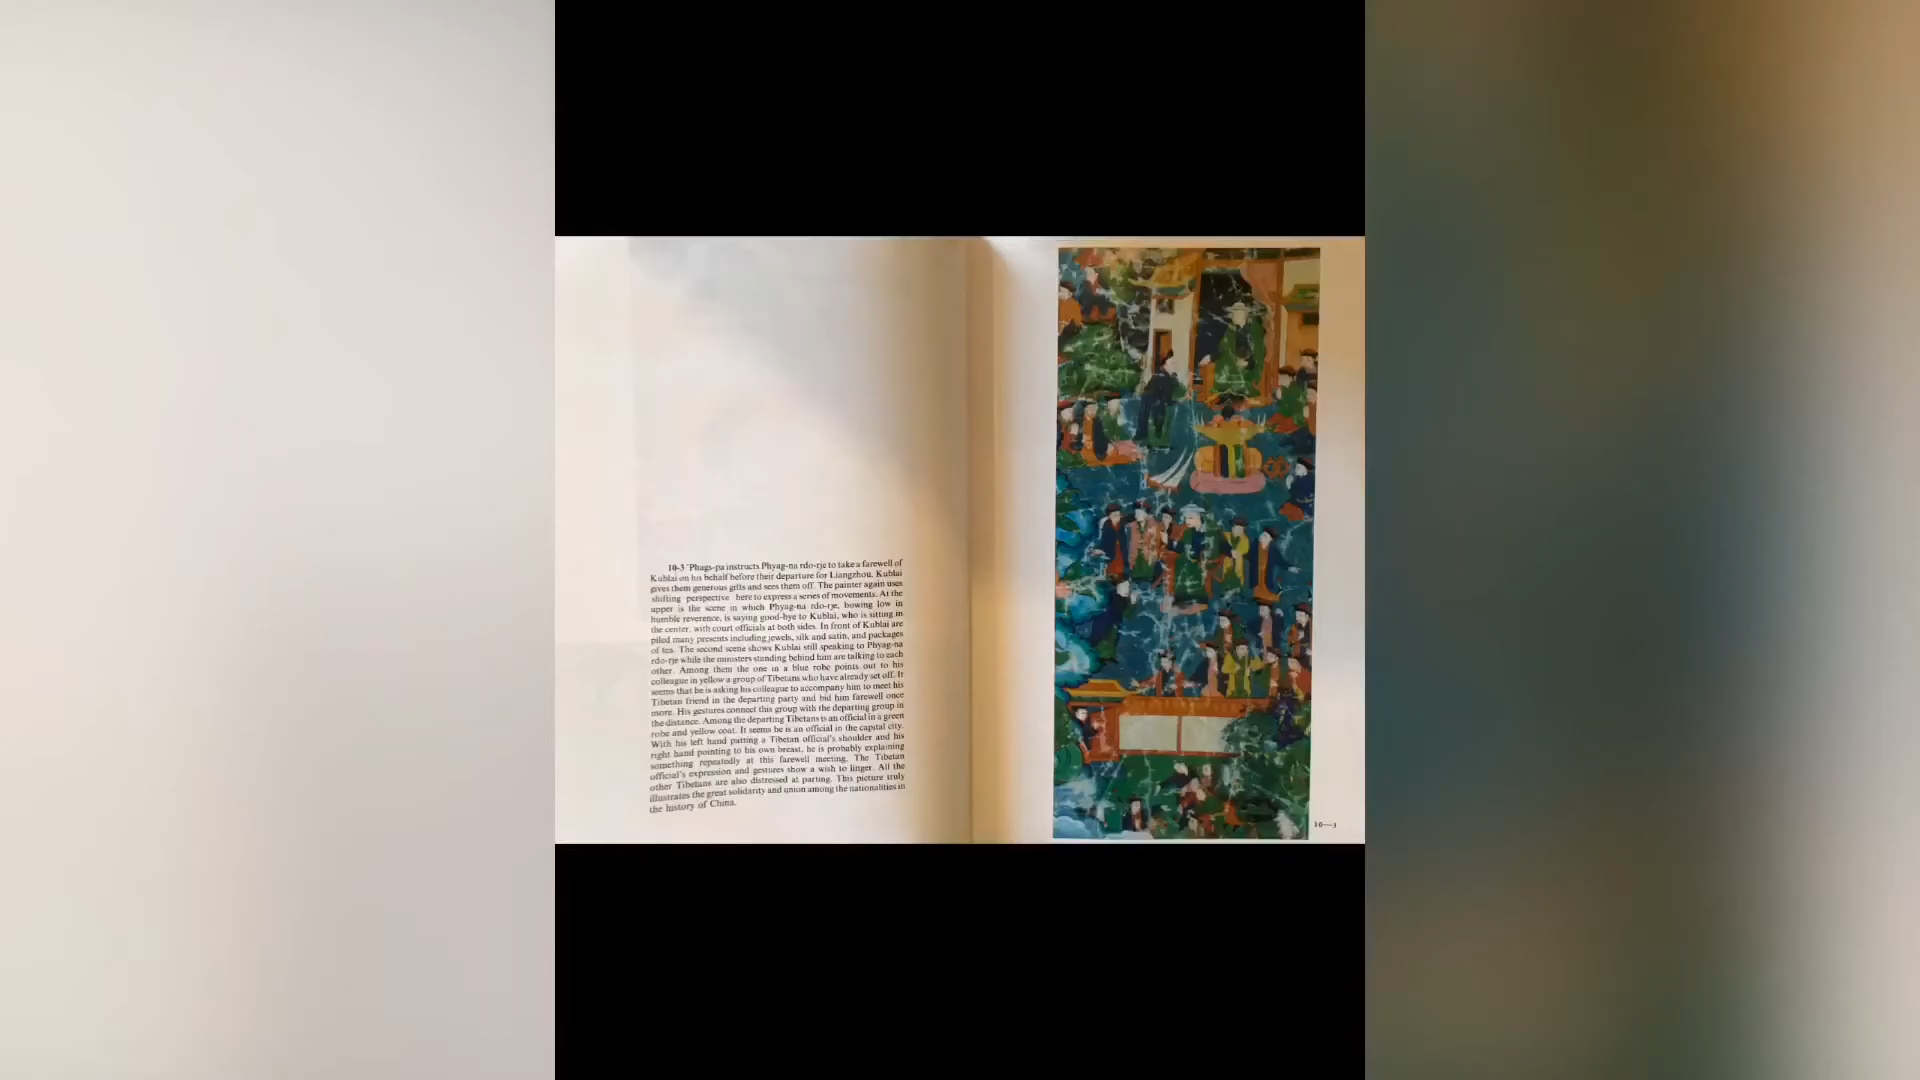 10-3 'Phags-pa instructs Phyag-na rdo-rje to take a farewell of
Kublai on his behalf before their departure for Liangzhou. Kublai
gives them generous gifts and sees them off. The painter again uses
shifting perspective here to express a series of movements. At the
upper is the scene in which Phyag-na rdo-rje, bowing low in
humble reverence, is saying good-bye to Kublai, who is sitting in
the center, with court officials at both sides. In front of Kublai are
piled many presents including jewels, silk and satin, and packages
of tea. The second scene shows Kublai still speaking to Phyag-na
rdo-rje while the ministers standing behind him are talking to each
other. Among them the one in a blue robe points out to his
colleague in yellow a group of Tibetans who have already set off. It
seems that he is asking his colleague to accompany him to meet his
Tibetan friend in the departing party and bid him farewell once
more. His gestures connect this group with the departing group in
the distance. Among the departing Tibetans is an official in a green
robe and yellow coat. It seems he is an official in the capital city.
With his left hand patting a Tibetan official's shoulder and his
right hand pointing to his own breast, he is probably explaining
something repeatedly at this farewell meeting. The Tibetan
official's expression and gestures show a wish to linger. All the
other Tibetans are also distressed at parting. This picture truly
illustrates the great solidarity and union among the nationalities in
the history of China.
10—3